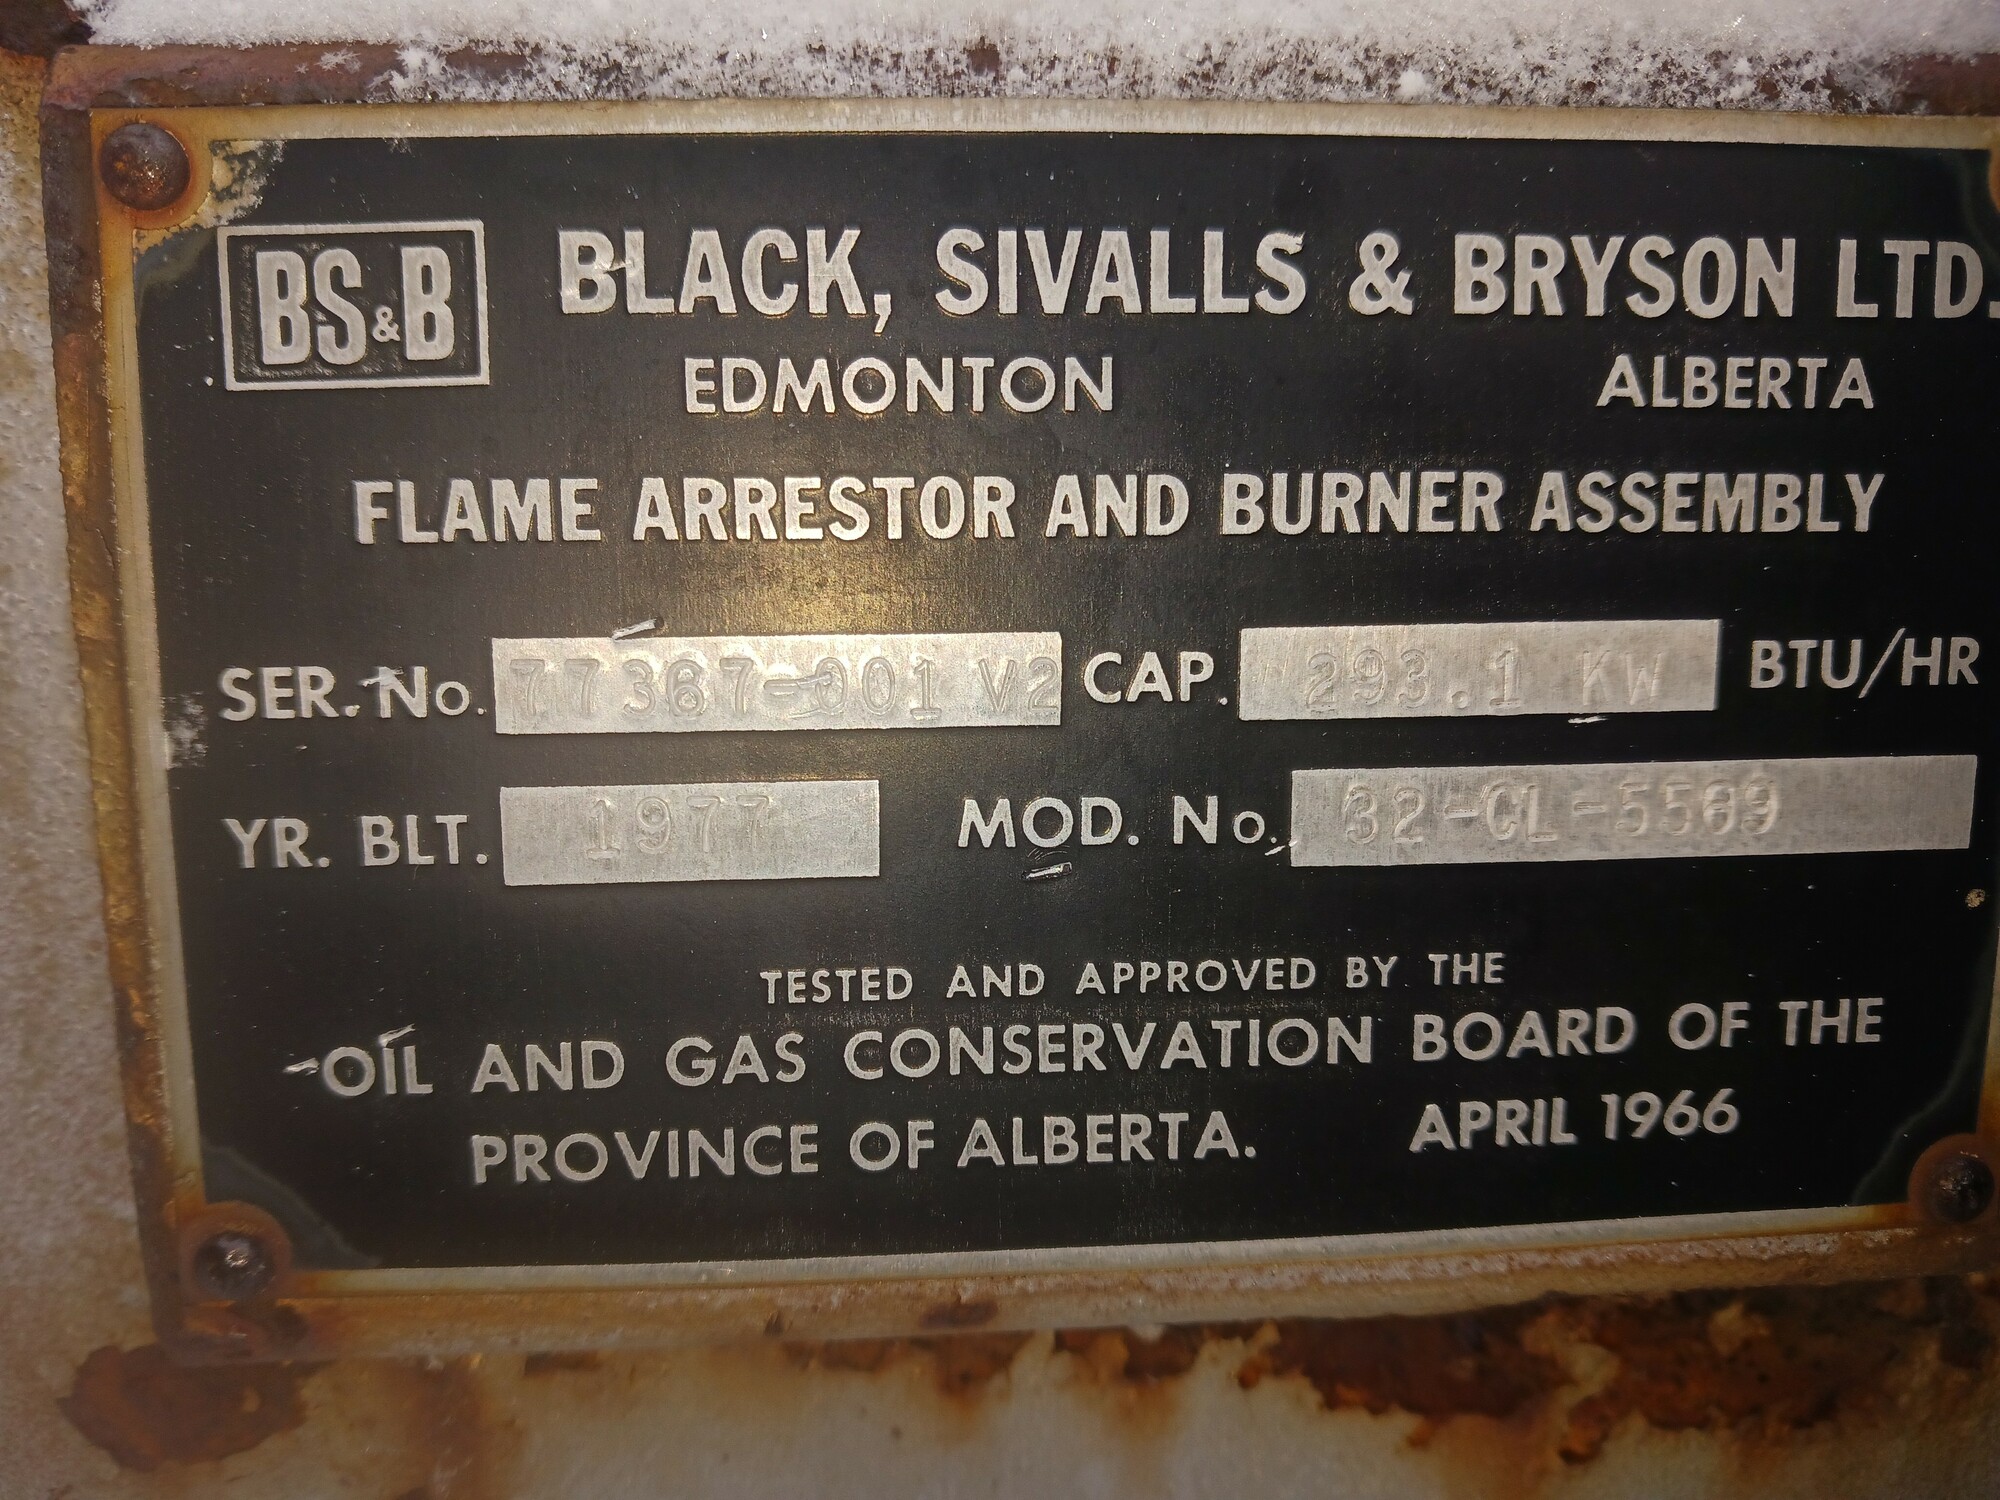 BS&B BLACK, SIVALLS & BRYSON LTD.
EDMONTON ALBERTA
FLAME ARRESTOR AND BURNER ASSEMBLY
SER. No. 77367-001 V2 CAP. 293.1 KW BTU/HR
YR. BLT. 1977 MOD. No. 32-CL-5569
TESTED AND APPROVED BY THE
OIL AND GAS CONSERVATION BOARD OF THE
PROVINCE OF ALBERTA. APRIL 1966